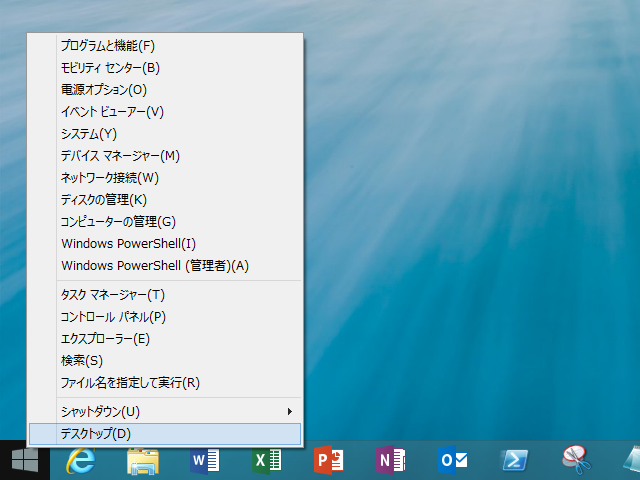 プログラムと機能(F)
モビリティ センター(B)
電源オプション(O)
イベント ビューアー(V)
システム(Y)
デバイス マネージャー(M)
ネットワーク接続(W)
ディスクの管理(K)
コンピューターの管理(G)
Windows PowerShell(I)
Windows PowerShell (管理者)(A)
タスク マネージャー(T)
コントロール パネル(P)
エクスプローラー(E)
検索(S)
ファイル名を指定して実行(R)
シャットダウン(U)
デスクトップ(D)